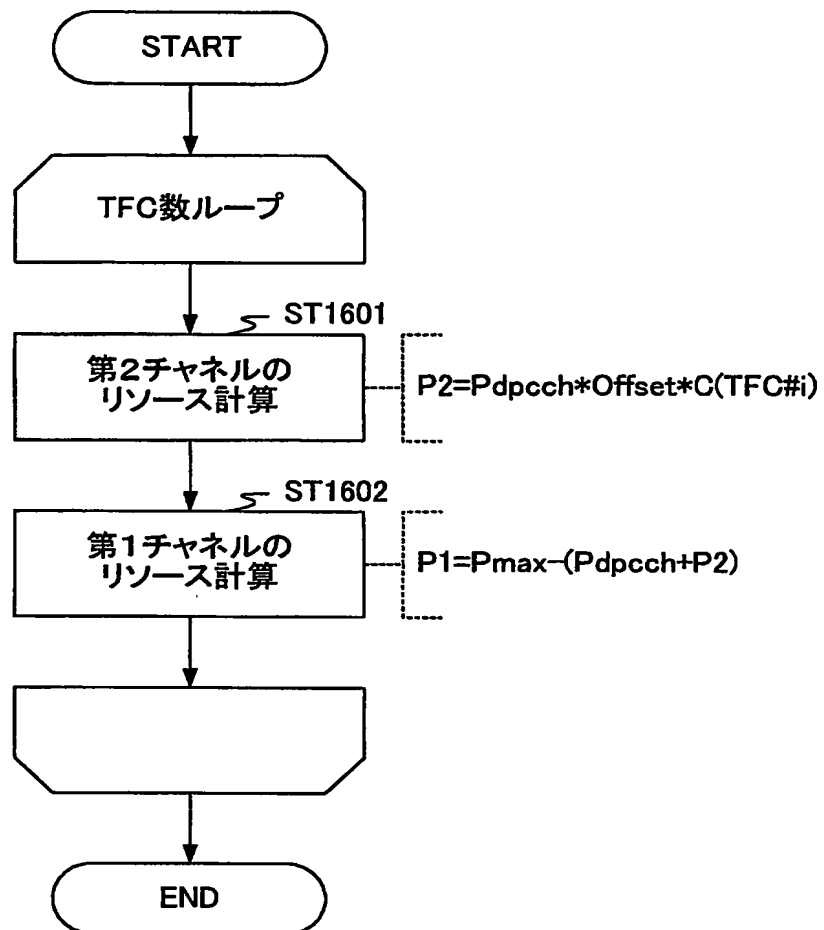 START
TFC数ループ
ST1601
第2チャネルの
リソース計算
P2=Pdpcch*Offset*C(TFC#i)
ST1602
第1チャネルの
リソース計算
P1=Pmax-(Pdpcch+P2)
END